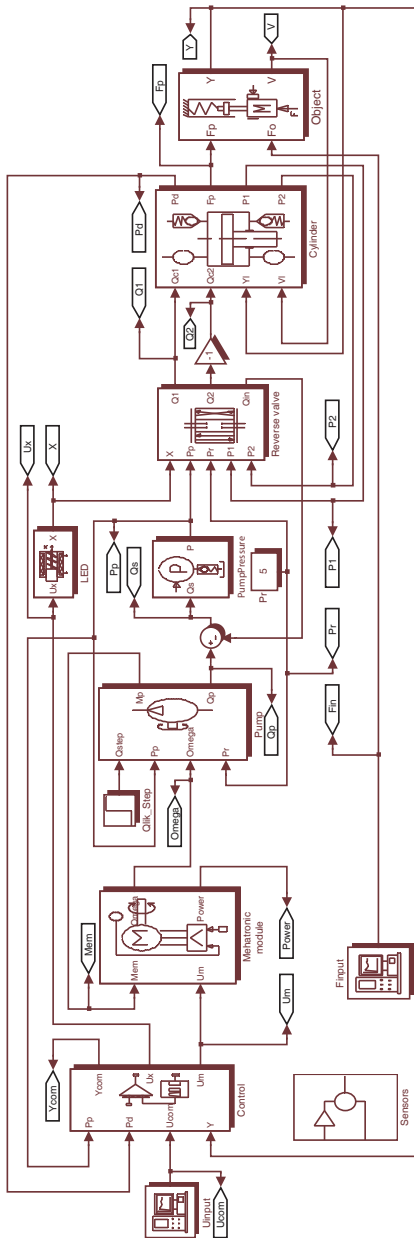 Uinput
Ucom
Pp
Pd
Ucom
Y
Ycom
Ux
Um
Control
Ycom
Um
Sensors
Finput
Mem
Mem
Um
Omega
Power
Mehatronic
module
Power
Omega
Qlik_Step
Qstep
Pp
Omega
Pr
Mp
Qp
Pump
Qp
Fin
Pr
+
-
Qs
Pp
Qs
P
PumpPressure
5
Pr
Ux
X
LED
Ux
X
P1
P2
X
Pp
Pr
P1
P2
Q1
Q2
Qin
Reverse valve
-1
Q2
Q1
Pd
Qc1
Qc2
YI
VI
Pd
Fp
P1
P2
Cylinder
Fp
Fp
Fo
M
F
Y
V
Object
Y
V